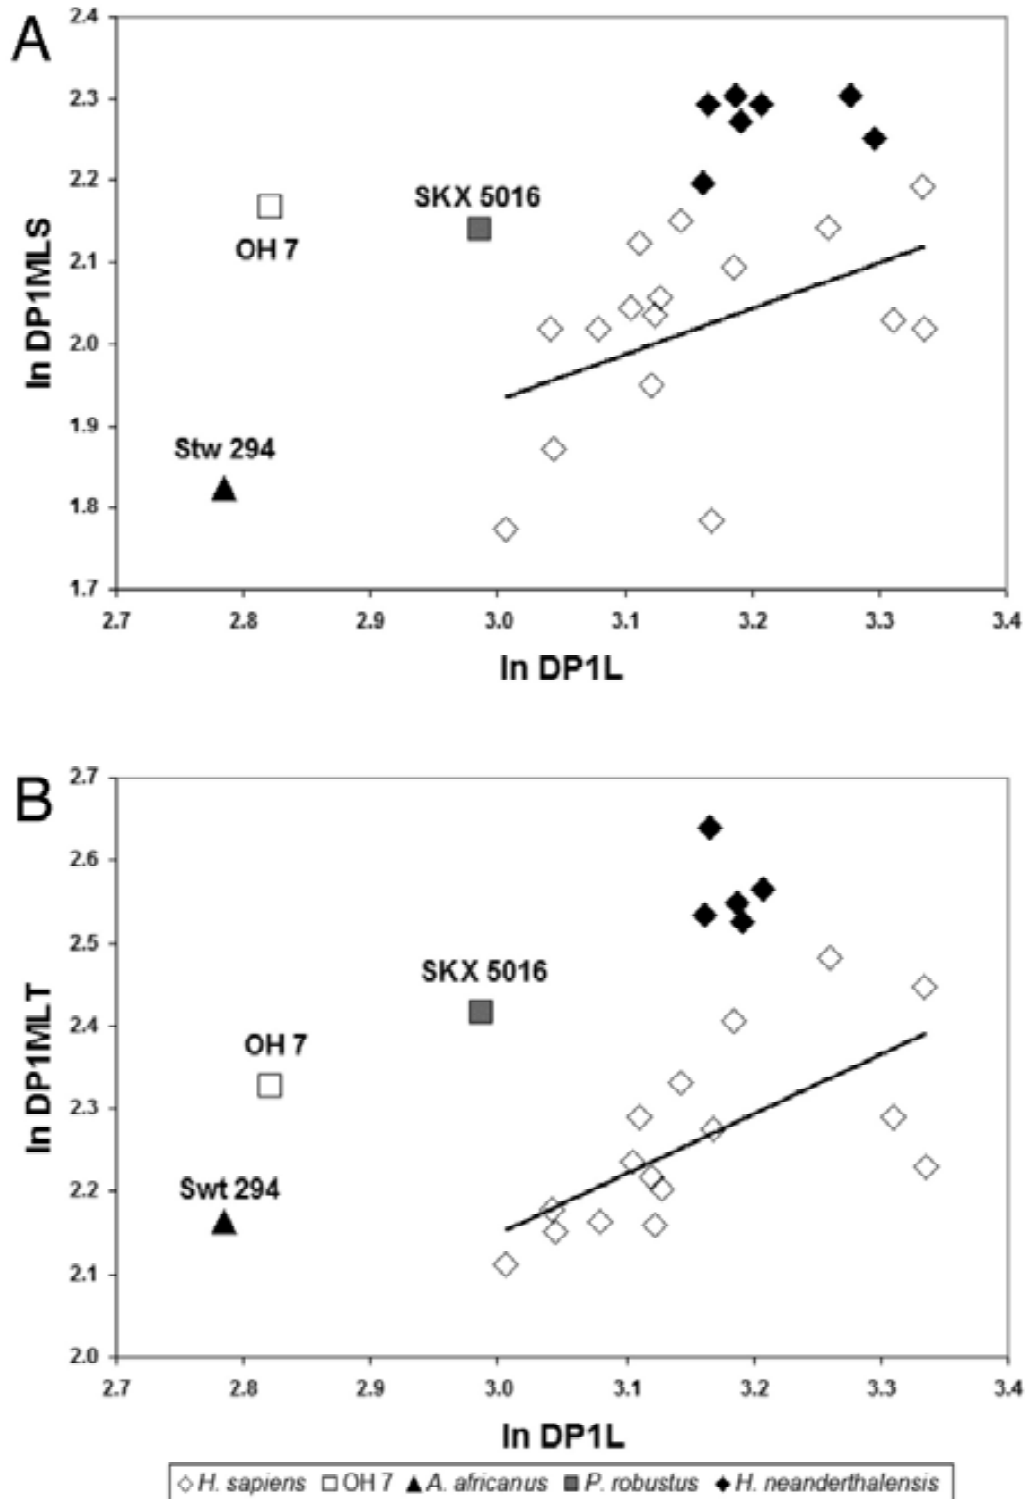 A
2.4
2.3
2.2
2.1
2.0
1.9
1.8
1.7
ln DP1MLS
OH 7
SKX 5016
Stw 294
2.7 2.8 2.9 3.0 3.1 3.2 3.3 3.4
ln DP1L
B
2.7
2.6
2.5
2.4
2.3
2.2
2.1
2.0
ln DP1MLT
SKX 5016
OH 7
Swt 294
2.7 2.8 2.9 3.0 3.1 3.2 3.3 3.4
ln DP1L
H. sapiens OH 7 A. africanus P. robustus H. neanderthalensis